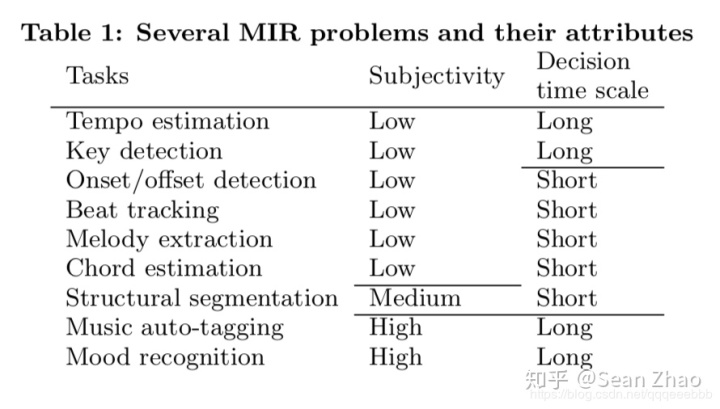 Table 1: Several MIR problems and their attributes
Tasks Subjectivity Decision time scale
Tempo estimation Low Long
Key detection Low Long
Onset/offset detection Low Short
Beat tracking Low Short
Melody extraction Low Short
Chord estimation Low Short
Structural segmentation Medium Short
Music auto-tagging High Long
Mood recognition High Long
知乎 @Sean Zhao
https://blog.csdn.net/qqqeeebbb